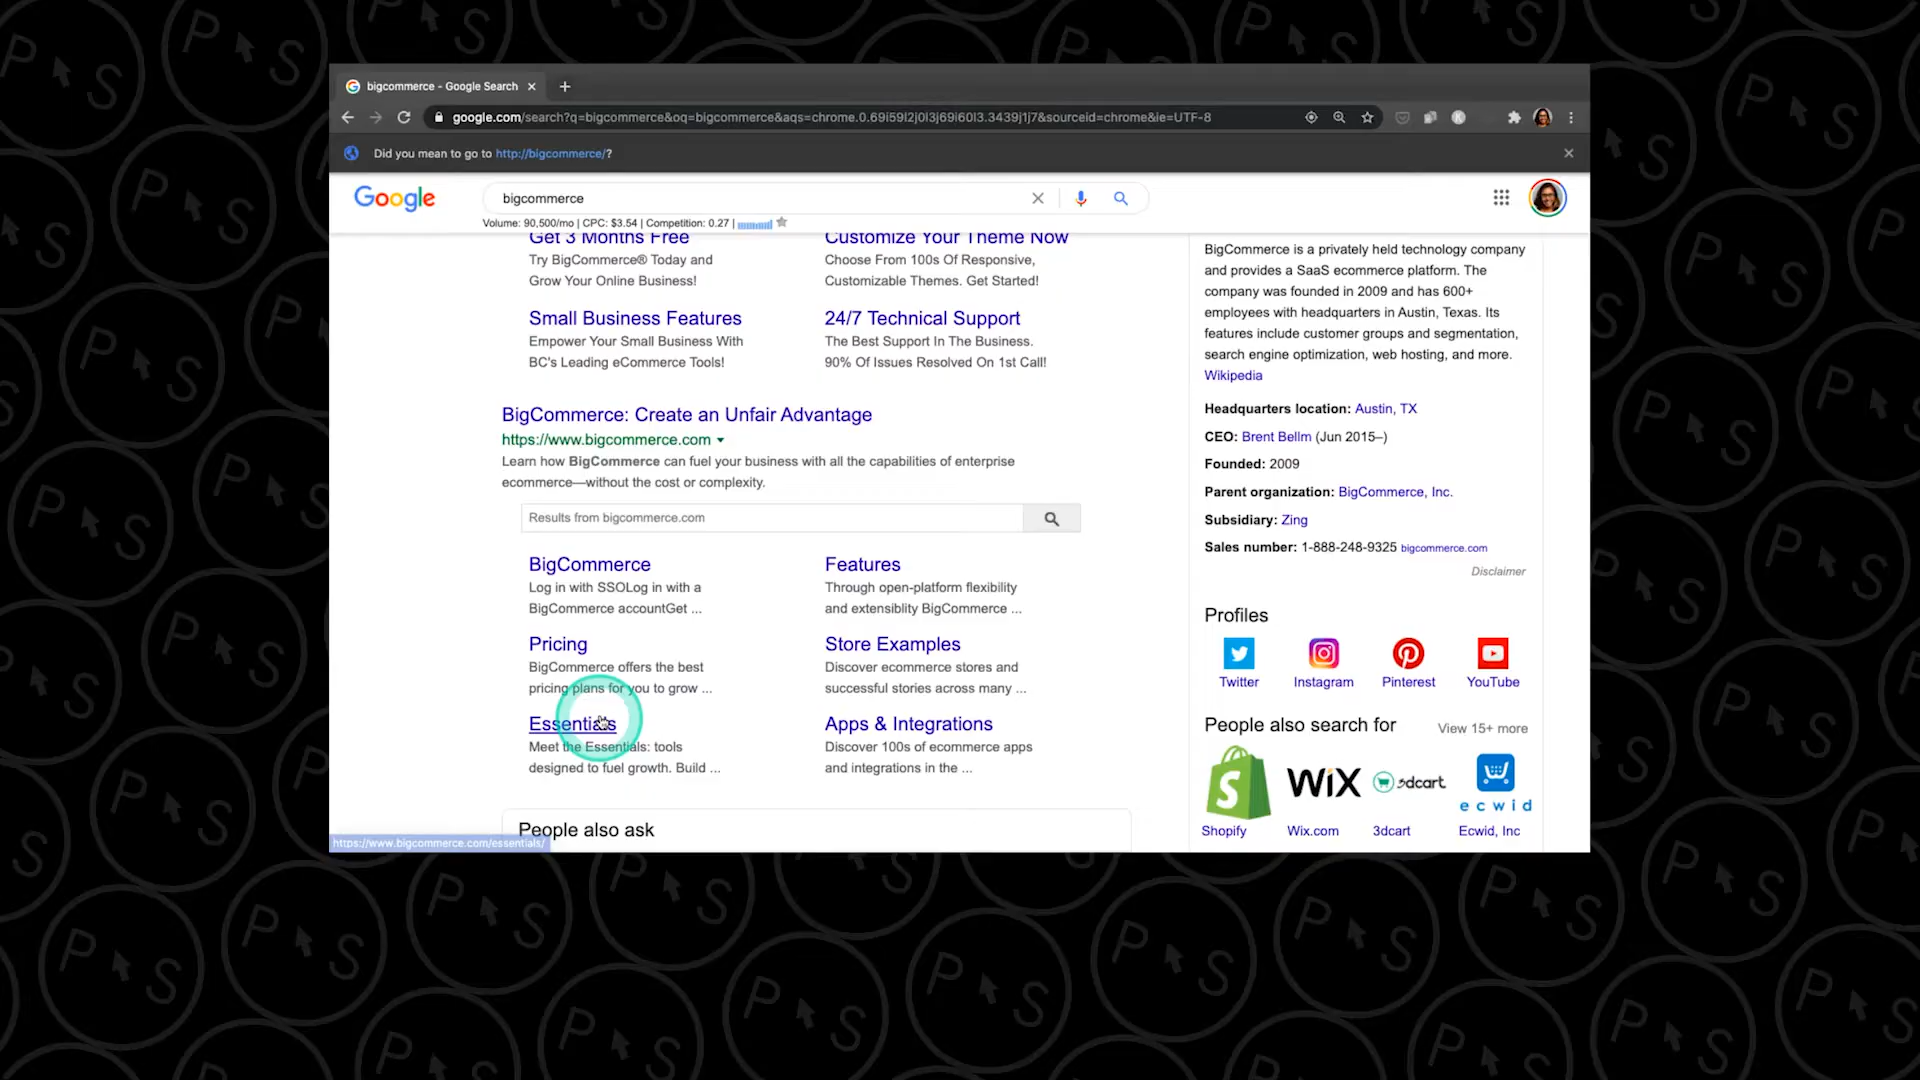 bigcommerce - Google Search
google.com/search?q=bigcommerce&oq=bigcommerce&aqs=chrome.0.69i59l2j0l3j69i60l3.3439j1j7&sourceid=chrome&ie=UTF-8
Did you mean to go to http://bigcommerce/?
Google
bigcommerce
Volume: 90,500/mo | CPC: $3.54 | Competition: 0.27 |
Get 3 Months Free
Try BigCommerce® Today and
Grow Your Online Business!
Customize Your Theme Now
Choose From 100s Of Responsive,
Customizable Themes. Get Started!
Small Business Features
Empower Your Small Business With
BC's Leading eCommerce Tools!
24/7 Technical Support
The Best Support In The Business.
90% Of Issues Resolved On 1st Call!
BigCommerce: Create an Unfair Advantage
https://www.bigcommerce.com
Learn how BigCommerce can fuel your business with all the capabilities of enterprise
ecommerce—without the cost or complexity.
Results from bigcommerce.com
BigCommerce
Log in with SSOLog in with a
BigCommerce accountGet ...
Features
Through open-platform flexibility
and extensiblity BigCommerce ...
Pricing
BigCommerce offers the best
pricing plans for you to grow ...
Store Examples
Discover ecommerce stores and
successful stories across many ...
Essentials
Meet the Essentials: tools
designed to fuel growth. Build ...
Apps & Integrations
Discover 100s of ecommerce apps
and integrations in the ...
People also ask
https://www.bigcommerce.com/essentials/
BigCommerce is a privately held technology company
and provides a SaaS ecommerce platform. The
company was founded in 2009 and has 600+
employees with headquarters in Austin, Texas. Its
features include customer groups and segmentation,
search engine optimization, web hosting, and more.
Wikipedia
Headquarters location: Austin, TX
CEO: Brent Bellm (Jun 2015–)
Founded: 2009
Parent organization: BigCommerce, Inc.
Subsidiary: Zing
Sales number: 1-888-248-9325 bigcommerce.com
Disclaimer
Profiles
Twitter
Instagram
Pinterest
YouTube
People also search for
View 15+ more
WiX
3dcart
ecwid
Shopify
Wix.com
3dcart
Ecwid, Inc